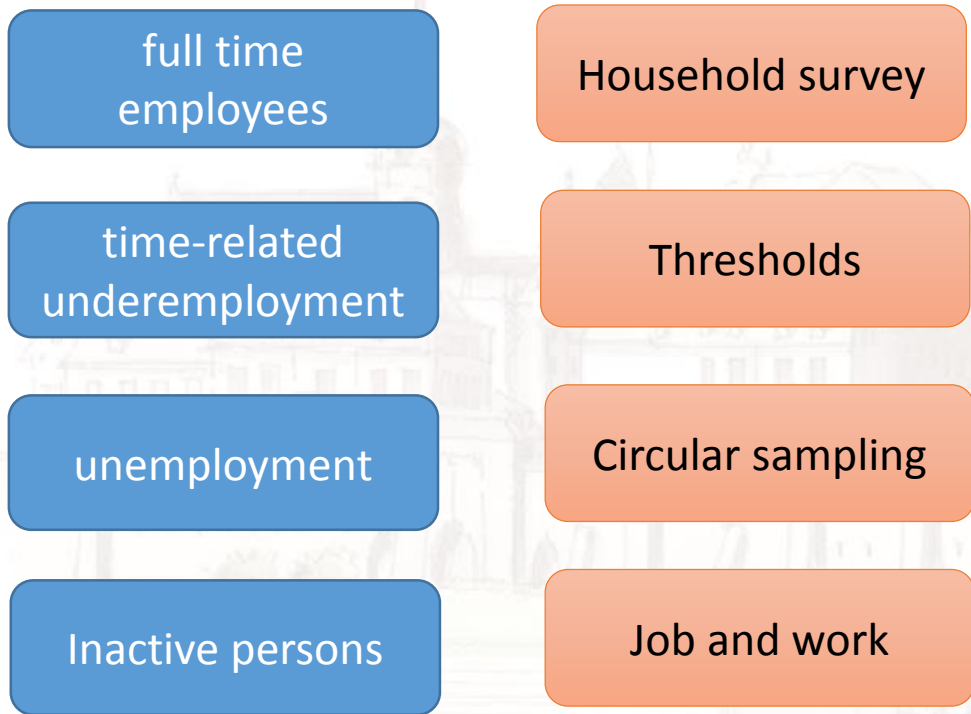 full time
employees
Household survey
time-related
underemployment
Thresholds
unemployment
Circular sampling
Inactive persons
Job and work